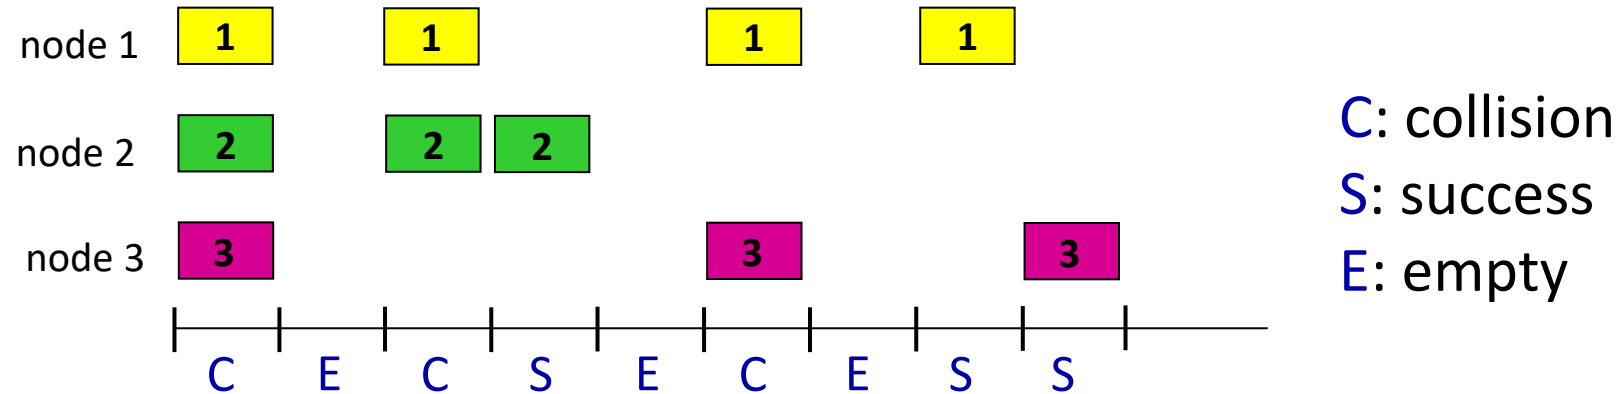 node 1 1 1 1 1
node 2 2 2 2
node 3 3 3 3
C E C S E C E S S
C: collision
S: success
E: empty